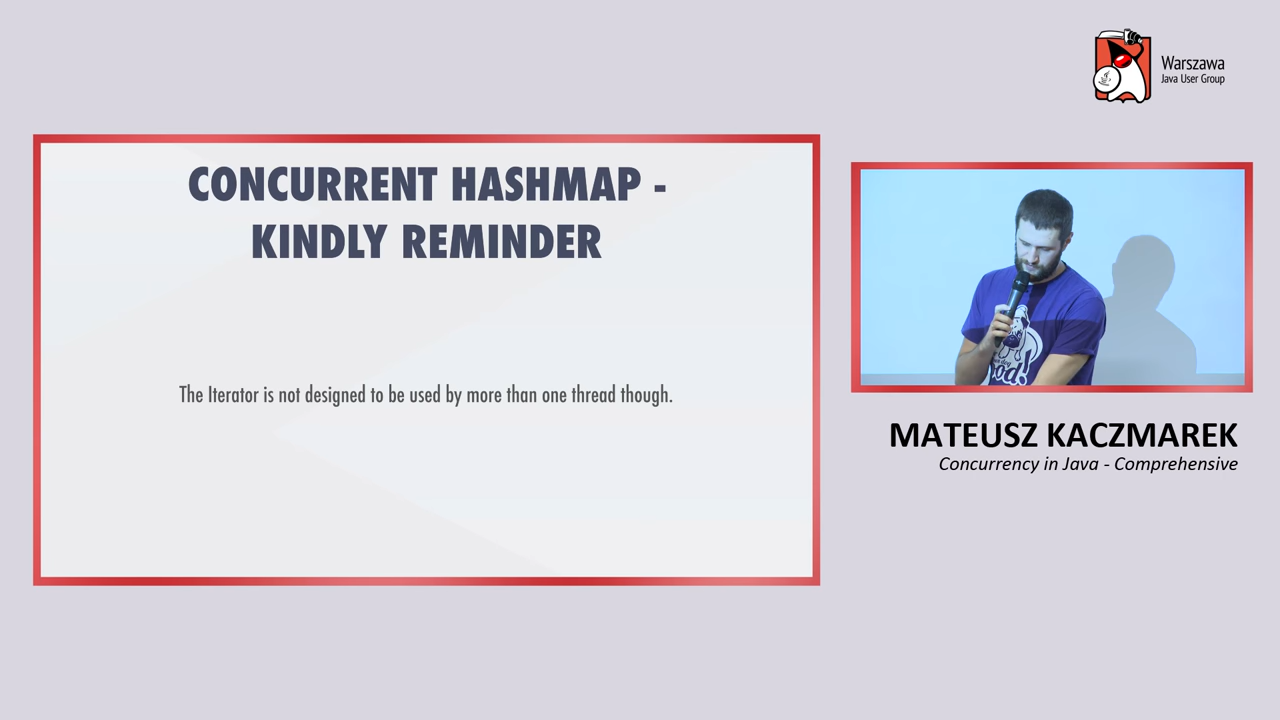 Warszawa
Java User Group
CONCURRENT HASHMAP -
KINDLY REMINDER
The Iterator is not designed to be used by more than one thread though.
MATEUSZ KACZMAREK
Concurrency in Java - Comprehensive